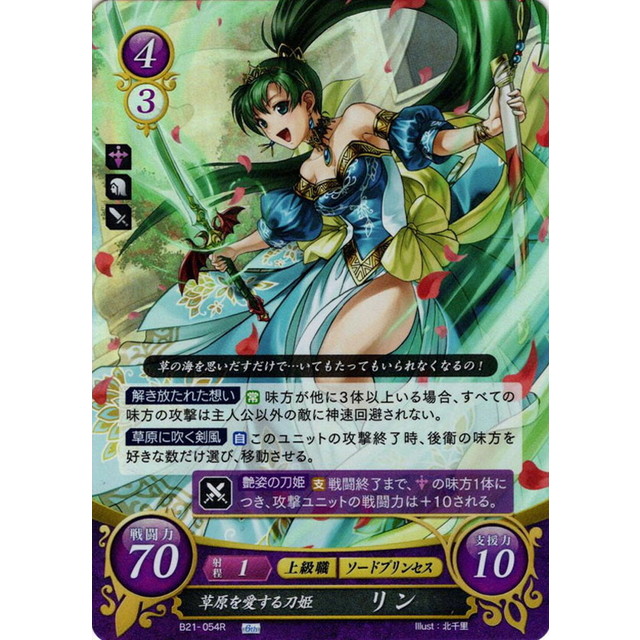 4
3
草の海を思いだすだけで…いてもたってもいられなくなるの!
解き放たれた想い 常 味方が他に3体以上いる場合、すべての
味方の攻撃は主人公以外の敵に神速回避されない。
草原に吹く剣風 自 このユニットの攻撃終了時、後衛の味方を
好きな数だけ選び、移動させる。
艶姿の刀姫 支 戦闘終了まで、の味方1体に
つき、攻撃ユニットの戦闘力は+10される。
戦闘力
70
射程 1 上級職 ソードプリンセス
支援力
10
草原を愛する刀姫 リン
B21-054R Illust:北千里